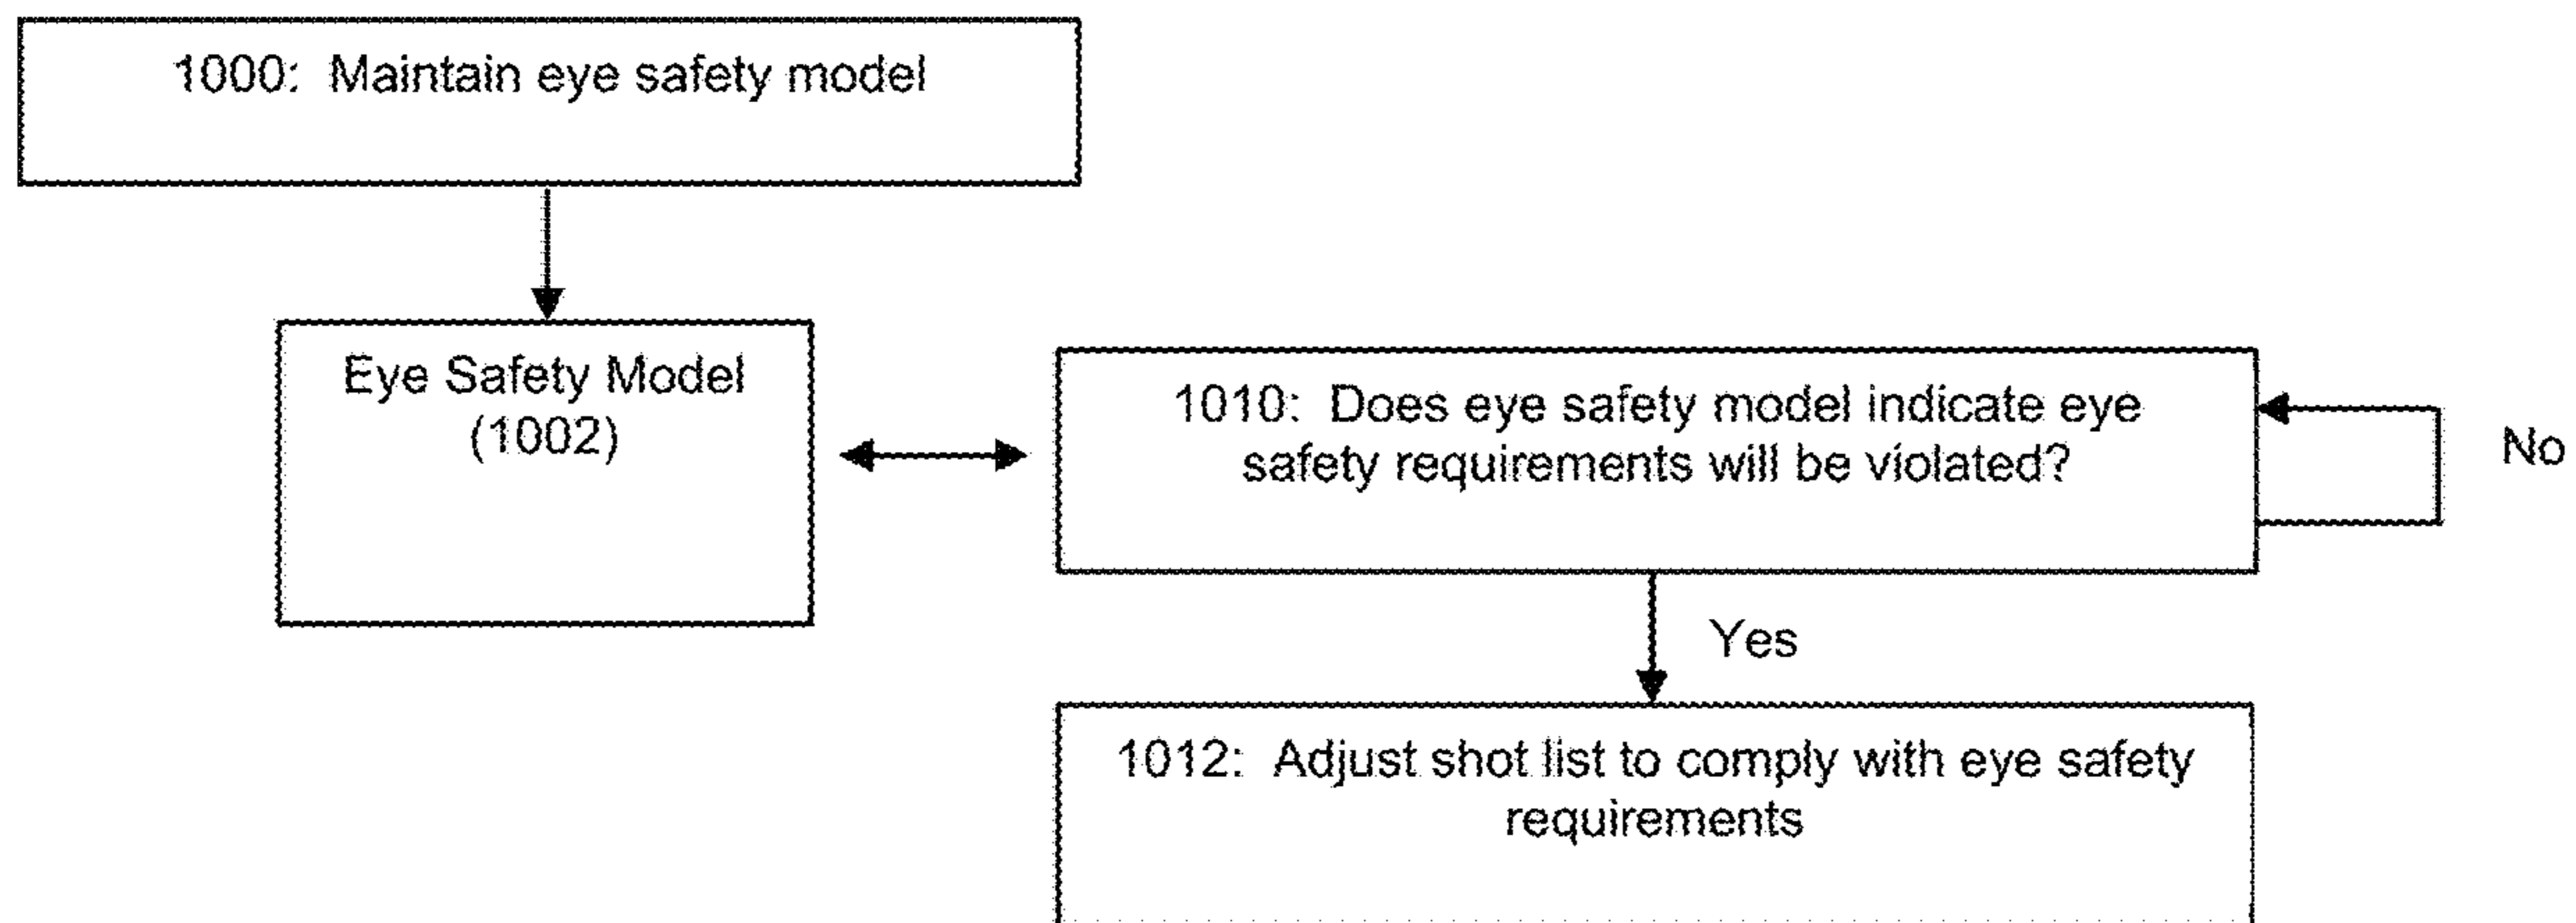 1000: Maintain eye safety model
Eye Safety Model
(1002)
1010: Does eye safety model indicate eye
safety requirements will be violated?
No
Yes
1012: Adjust shot list to comply with eye safety
requirements